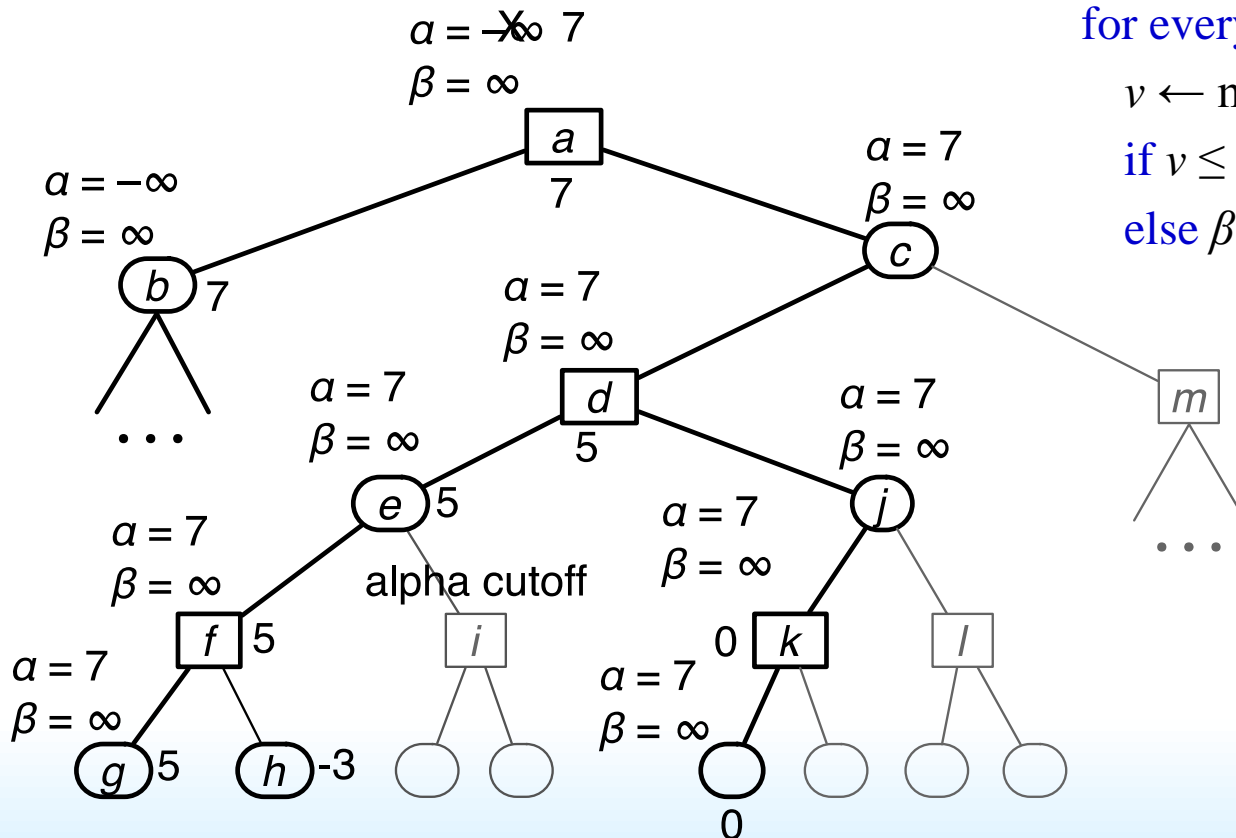 α = –∞ 7
β = ∞
for every
v ← n
if v ≤
else β
a
7
α = 7
β = ∞
c
α = –∞
β = ∞
b 7
. . .
α = 7
β = ∞
d
5
m
. . .
α = 7
β = ∞
e 5
α = 7
β = ∞
j
α = 7
β = ∞
f 5
alpha cutoff
i
α = 7
β = ∞
0 k
l
α = 7
β = ∞
g 5
h -3
α = 7
β = ∞
0